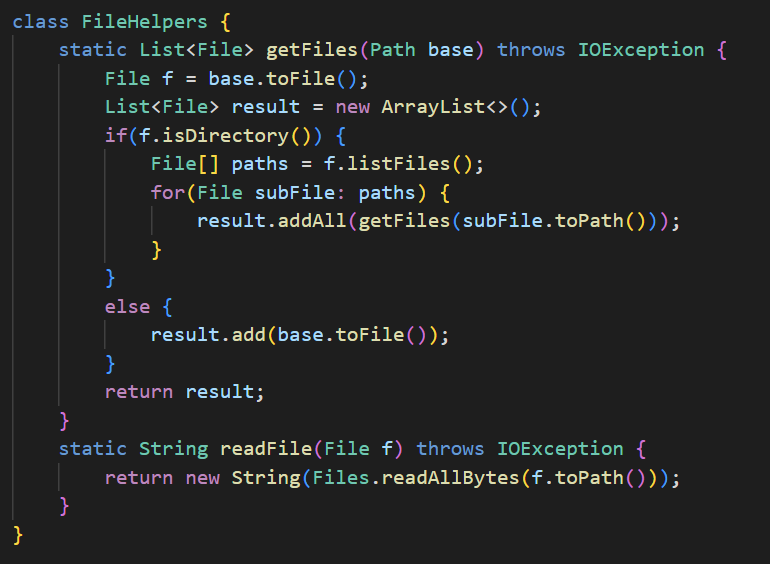 class FileHelpers {
    static List<File> getFiles(Path base) throws IOException {
        File f = base.toFile();
        List<File> result = new ArrayList<>();
        if(f.isDirectory()) {
            File[] paths = f.listFiles();
            for(File subFile: paths) {
                result.addAll(getFiles(subFile.toPath()));
            }
        }
        else {
            result.add(base.toFile());
        }
        return result;
    }
    static String readFile(File f) throws IOException {
        return new String(Files.readAllBytes(f.toPath()));
    }
}